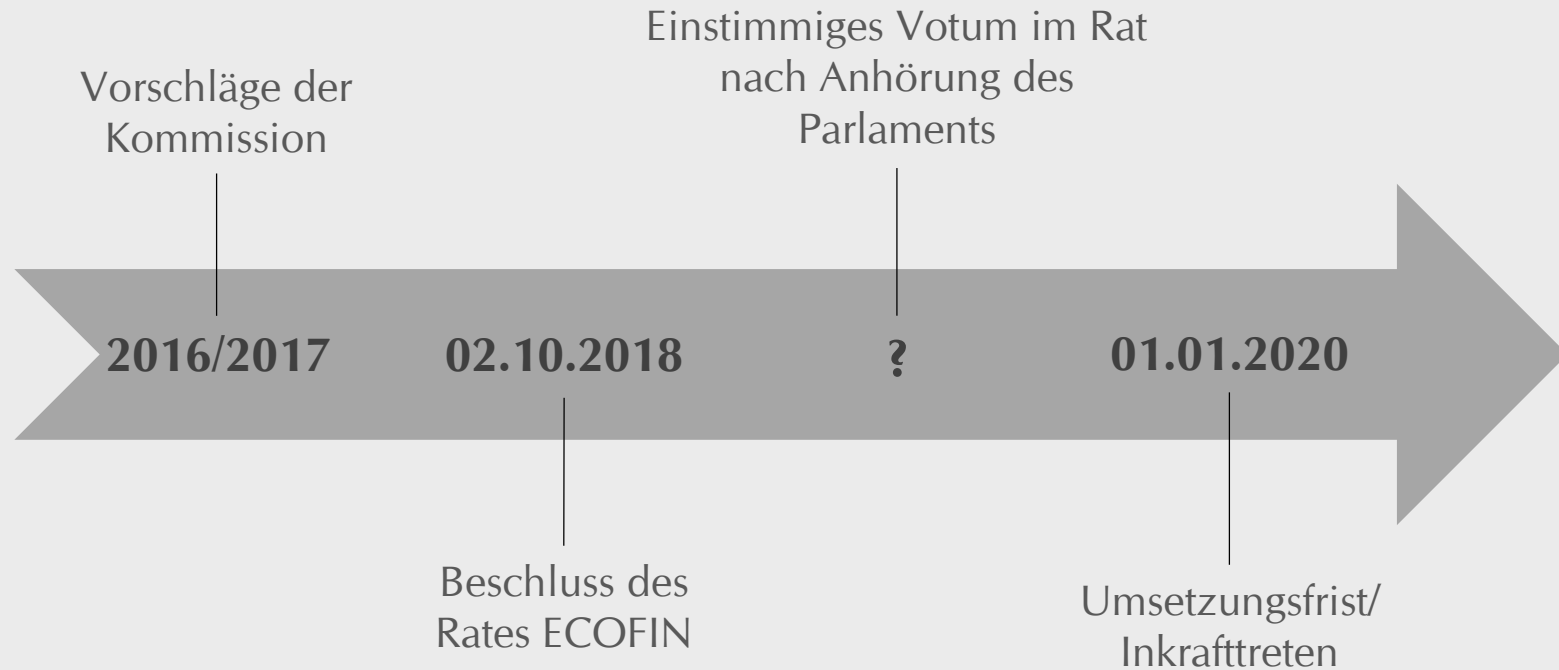 Einstimmiges Votum im Rat
nach Anhörung des
Parlaments
Vorschläge der
Kommission
2016/2017
02.10.2018
?
01.01.2020
Beschluss des
Rates ECOFIN
Umsetzungsfrist/
Inkrafttreten